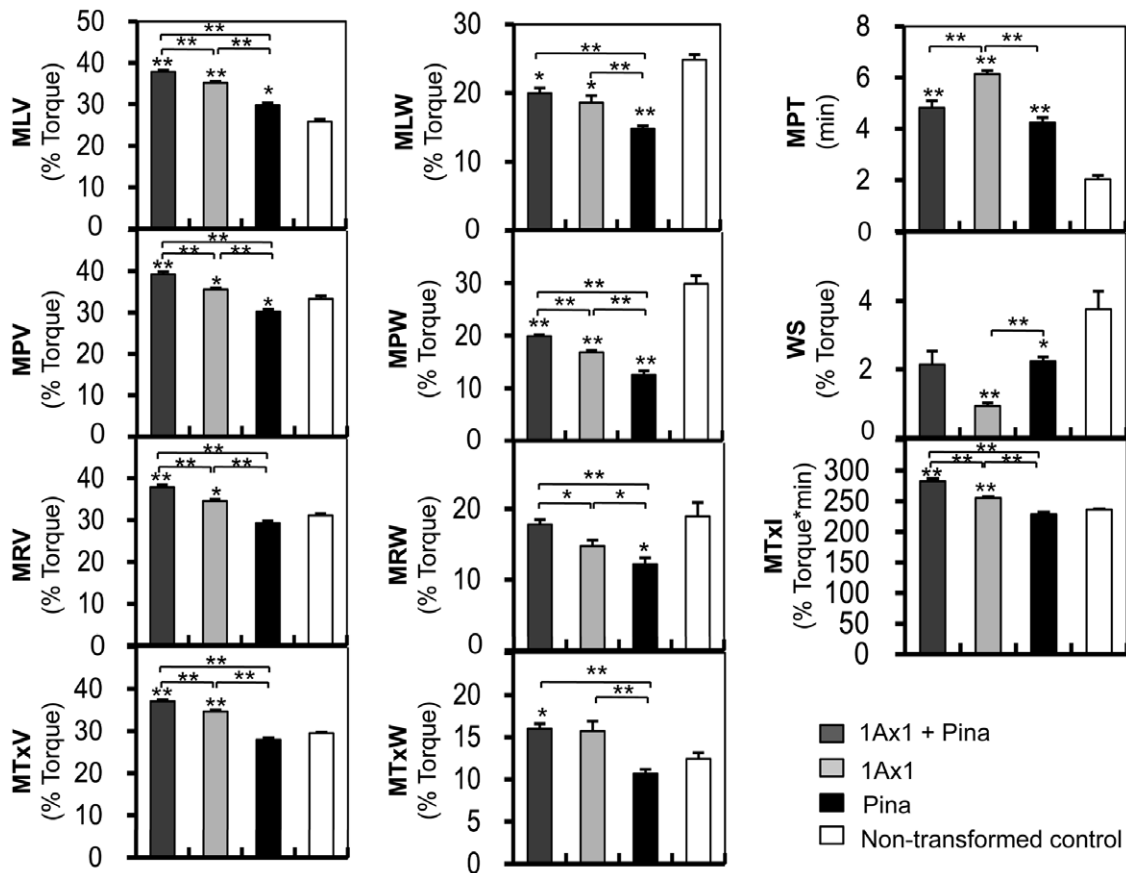 MLV
(% Torque)
50
40
30
20
10
0
**
** **
** ** *
MLW
(% Torque)
30
20
10
0
**
**
* * **
MPT
(min)
8
6
4
2
0
** **
** ** **
MPV
(% Torque)
40
30
20
10
0
**
** **
** * *
MPW
(% Torque)
30
20
10
0
**
** **
** ** **
WS
(% Torque)
4
2
0
**
** *
MRV
(% Torque)
40
30
20
10
0
**
** **
** *
MRW
(% Torque)
20
10
0
**
* *
*
MTxI
(% Torque*min)
300
250
200
150
100
50
0
**
** **
** **
MTxV
(% Torque)
40
30
20
10
0
**
** **
** **
MTxW
(% Torque)
25
20
15
10
5
0
**
**
*
1Ax1 + Pina
1Ax1
Pina
Non-transformed control